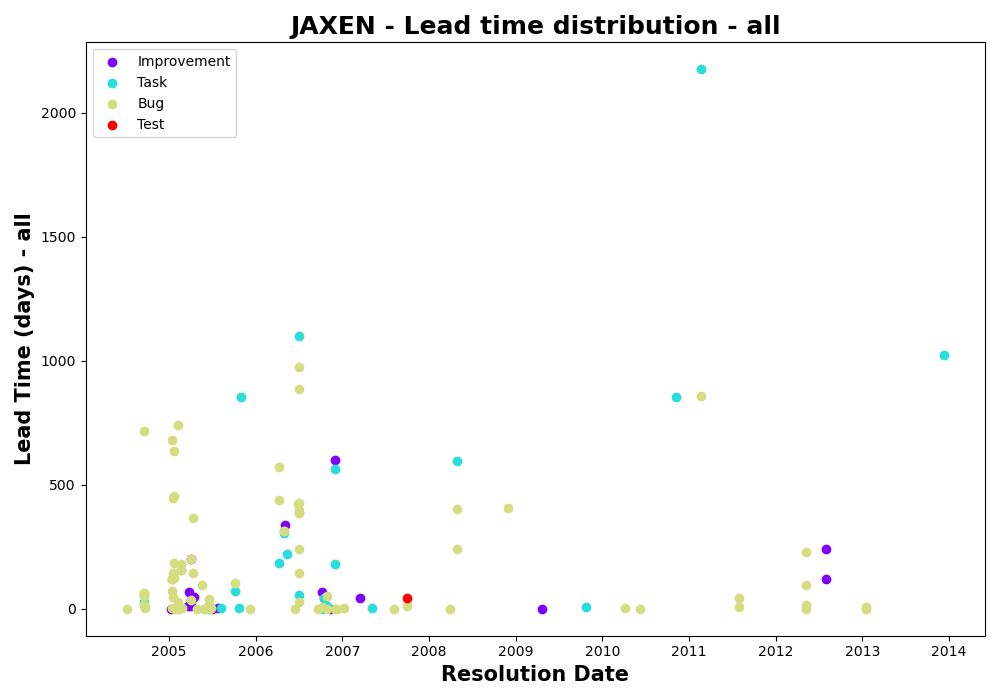 JAXEN - Lead time distribution - all
Improvement
Task
Bug
Test
Lead Time (days) - all
2000
1500
1000
500
0
2005 2006 2007 2008 2009 2010 2011 2012 2013 2014
Resolution Date